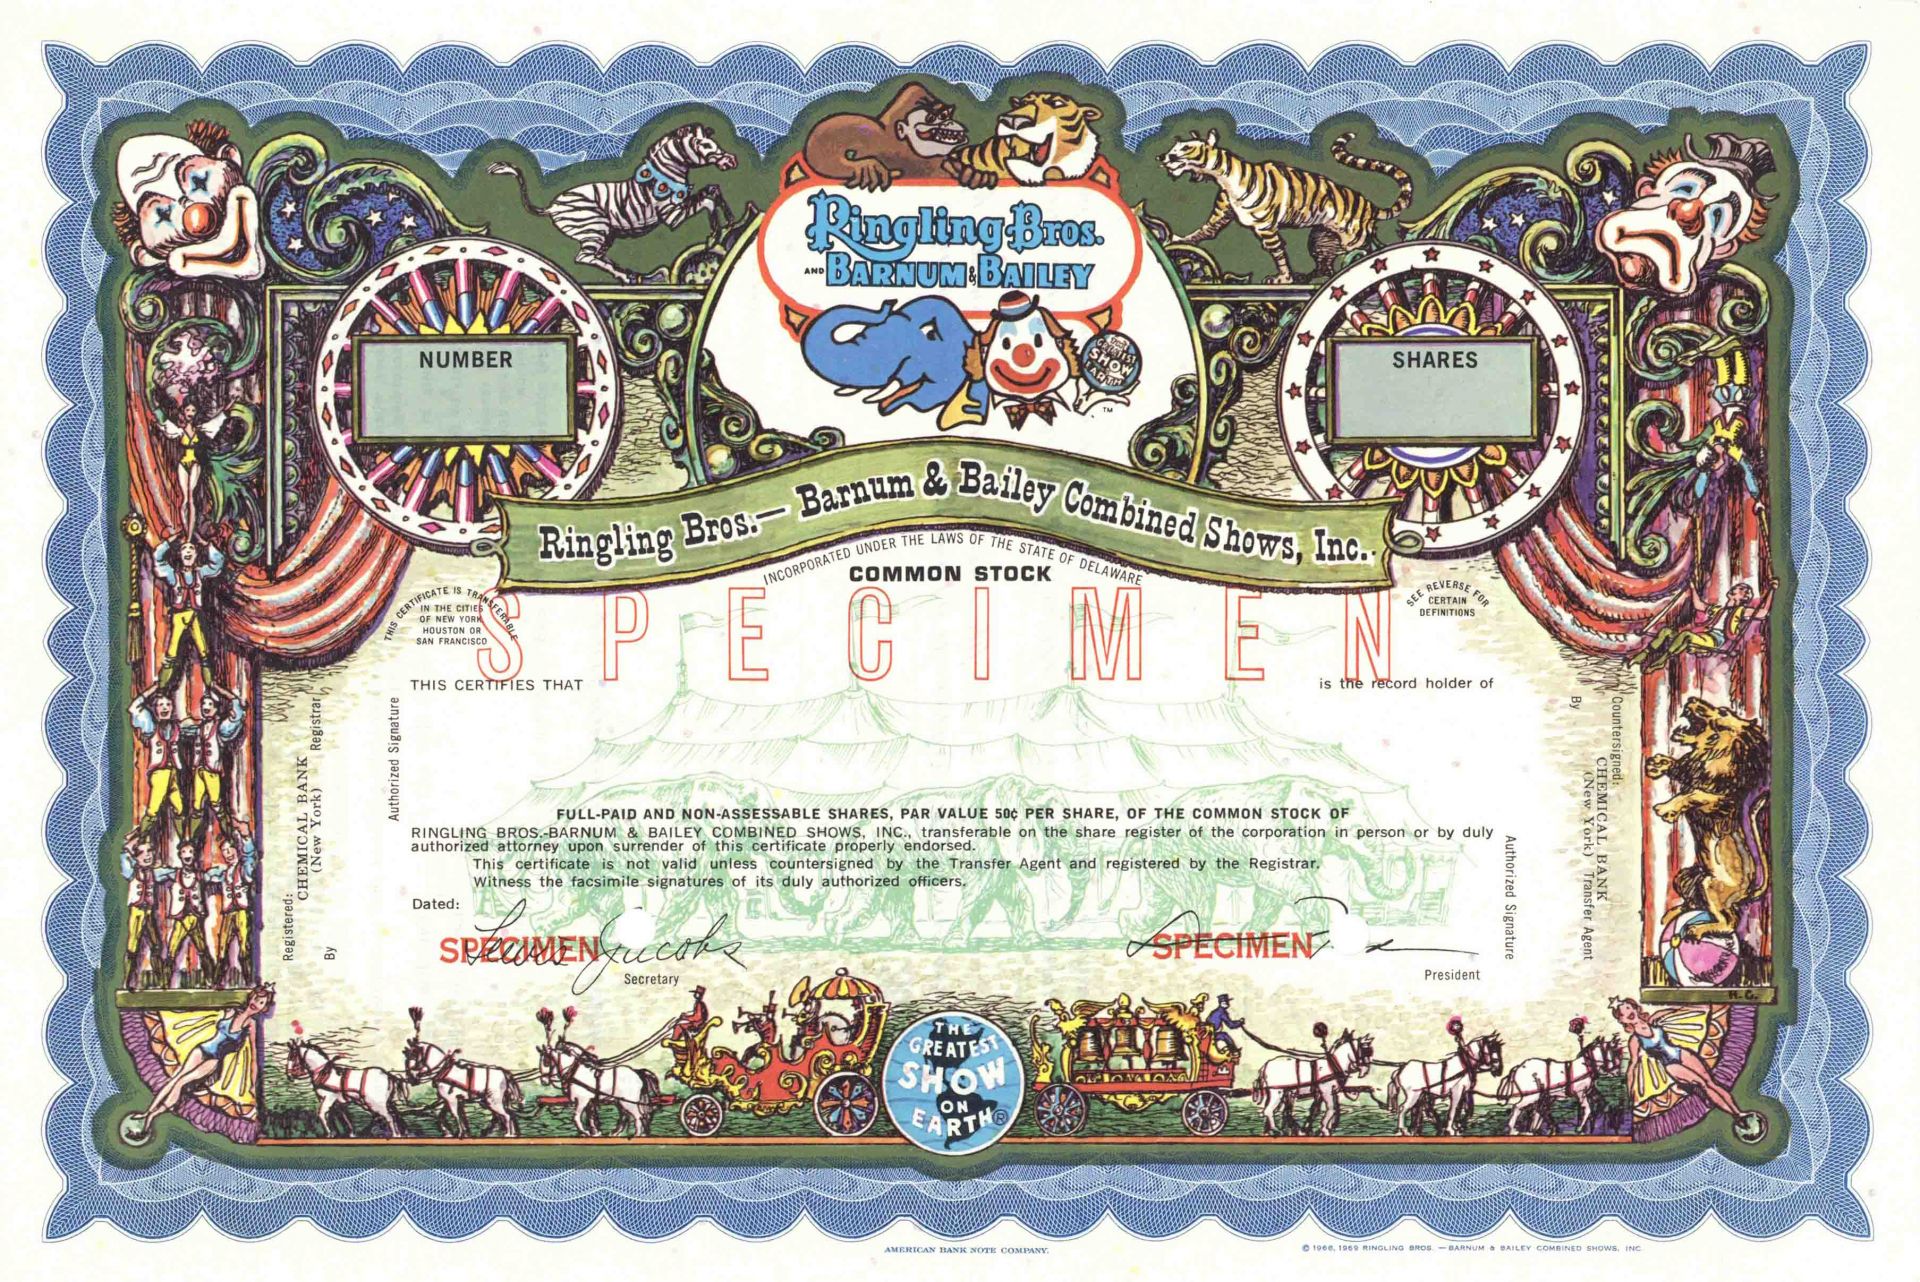 Ringling Bros.
AND BARNUM & BAILEY
THE GREATEST SHOW ON EARTH
TM
NUMBER
SHARES
Ringling Bros.— Barnum & Bailey Combined Shows, Inc.
INCORPORATED UNDER THE LAWS OF THE STATE OF DELAWARE
COMMON STOCK
THIS CERTIFICATE IS TRANSFERABLE
IN THE CITIES
OF NEW YORK
HOUSTON OR
SAN FRANCISCO
SEE REVERSE FOR
CERTAIN
DEFINITIONS
SPECIMEN
THIS CERTIFIES THAT
is the record holder of
FULL-PAID AND NON-ASSESSABLE SHARES, PAR VALUE 50¢ PER SHARE, OF THE COMMON STOCK OF
RINGLING BROS.-BARNUM & BAILEY COMBINED SHOWS, INC., transferable on the share register of the corporation in person or by duly
authorized attorney upon surrender of this certificate properly endorsed.
This certificate is not valid unless countersigned by the Transfer Agent and registered by the Registrar.
Witness the facsimile signatures of its duly authorized officers.
Dated:
SPECIMEN
Lewis Jacobs
Secretary
SPECIMEN
President
Registered:
CHEMICAL BANK
(New York) Registrar
By
Authorized Signature
Countersigned:
CHEMICAL BANK
(New York) Transfer Agent
By
Authorized Signature
H.G.
THE
GREATEST
SHOW
ON
EARTH®
AMERICAN BANK NOTE COMPANY.
© 1968, 1969 RINGLING BROS.—BARNUM & BAILEY COMBINED SHOWS, INC.